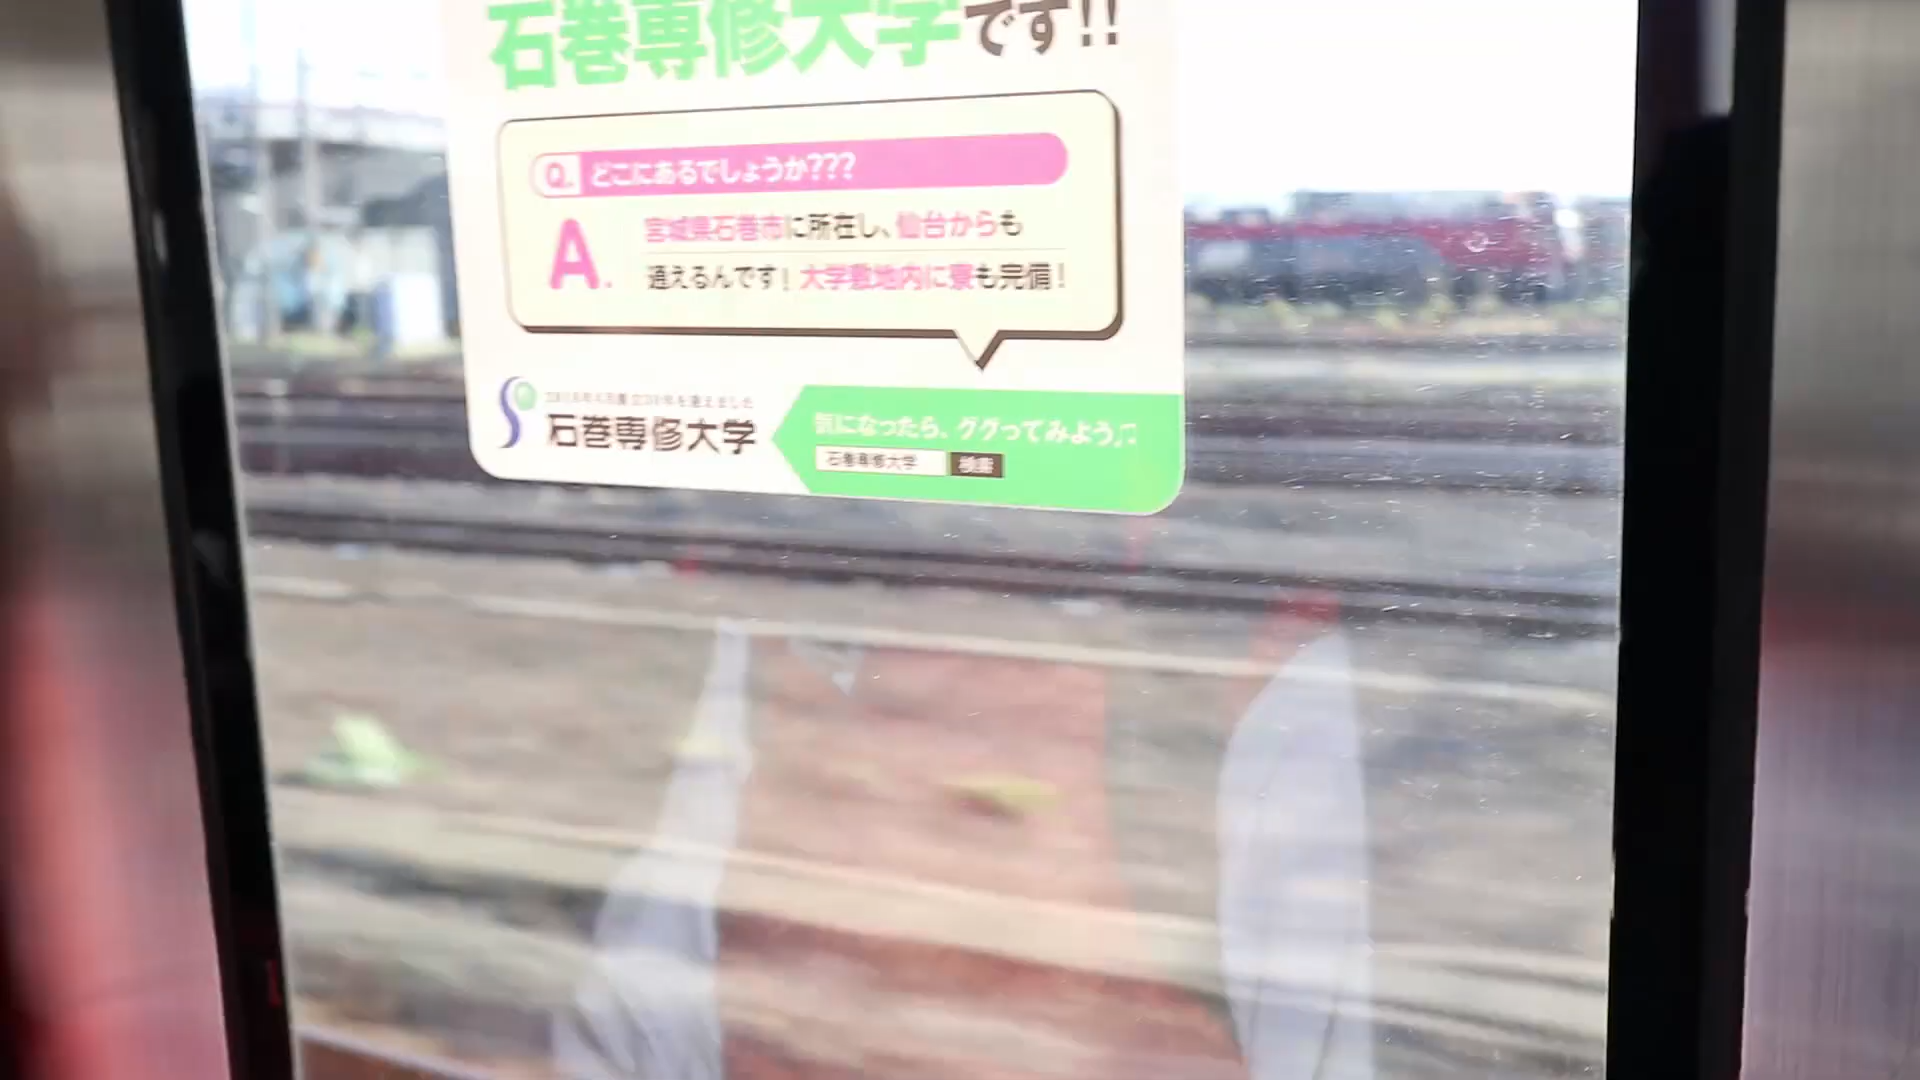 石巻専修大学です!!
Q. どこにあるでしょうか???
A. 宮城県石巻市に所在し、仙台からも
通えるんです！大学敷地内に寮も完備！
石巻専修大学
気になったら、ググってみよう♫
石巻専修大学 検索